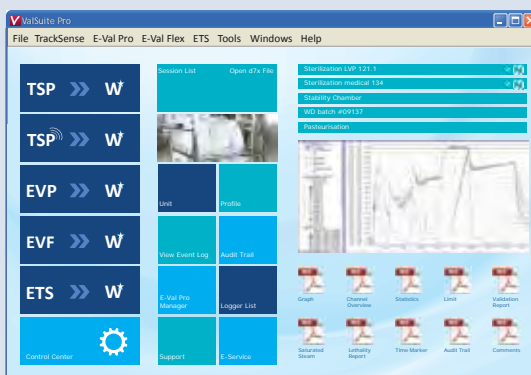 ValSuite Pro
File TrackSense E-Val Pro E-Val Flex ETS Tools Windows Help
TSP W
TSP W
EVP W
EVF W
ETS W
Control Center
Session List Open d7x File
Unit Profile
View Event Log Audit Trail
E-Val Pro
Manager Logger List
Support E-Service
Sterilization LVP 121.1
Sterilization medical 134
Stability Chamber
WD batch #09137
Pasteurisation
Graph Channel
Overview Statistics Limit Validation
Report
Saturated
Steam Lethality
Report Time Marker Audit Trail Comments